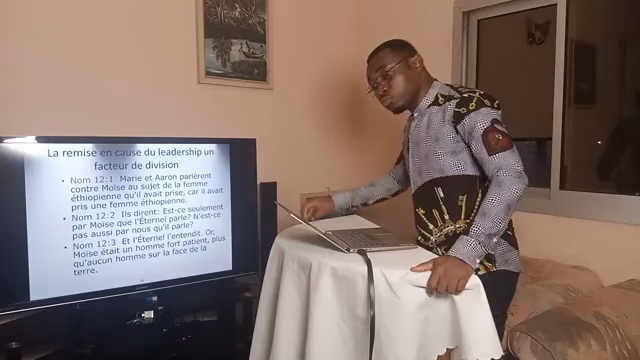 La remise en cause du leadership un
facteur de division
• Nom 12:1 Marie et Aaron parlèrent
contre Moïse au sujet de la femme
éthiopienne qu'il avait prise, car il avait
pris une femme éthiopienne.
• Nom 12:2 Ils dirent: Est-ce seulement
par Moïse que l'Éternel parle? N'est-ce
pas aussi par nous qu'il parle?
• Nom 12:3 Et l'Éternel l'entendit. Or,
Moïse était un homme fort patient, plus
qu'aucun homme sur la face de la
terre.